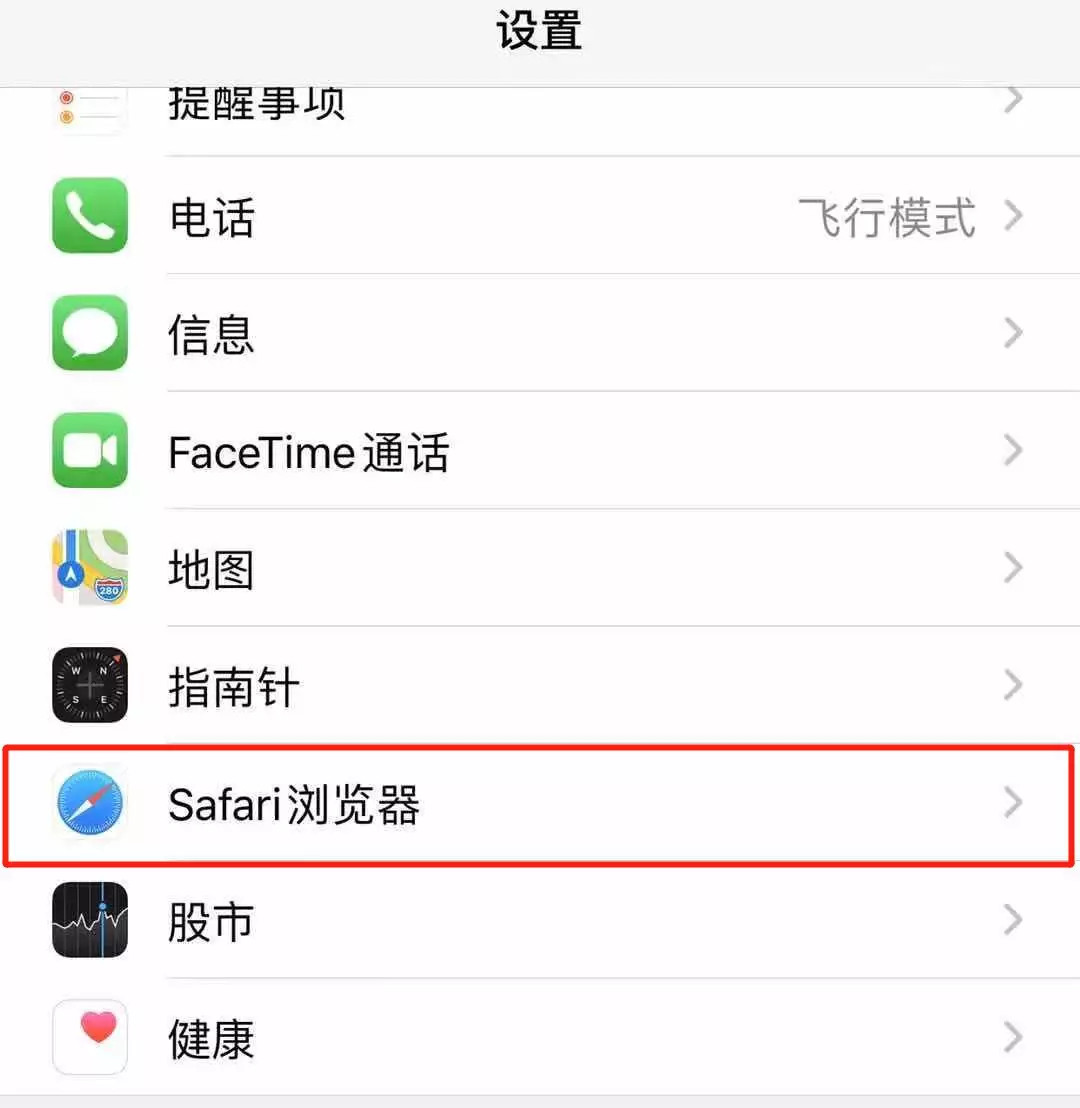 设置
提醒事项
电话 飞行模式
信息
FaceTime通话
地图
280
指南针
W N
S E
Safari浏览器
股市
健康